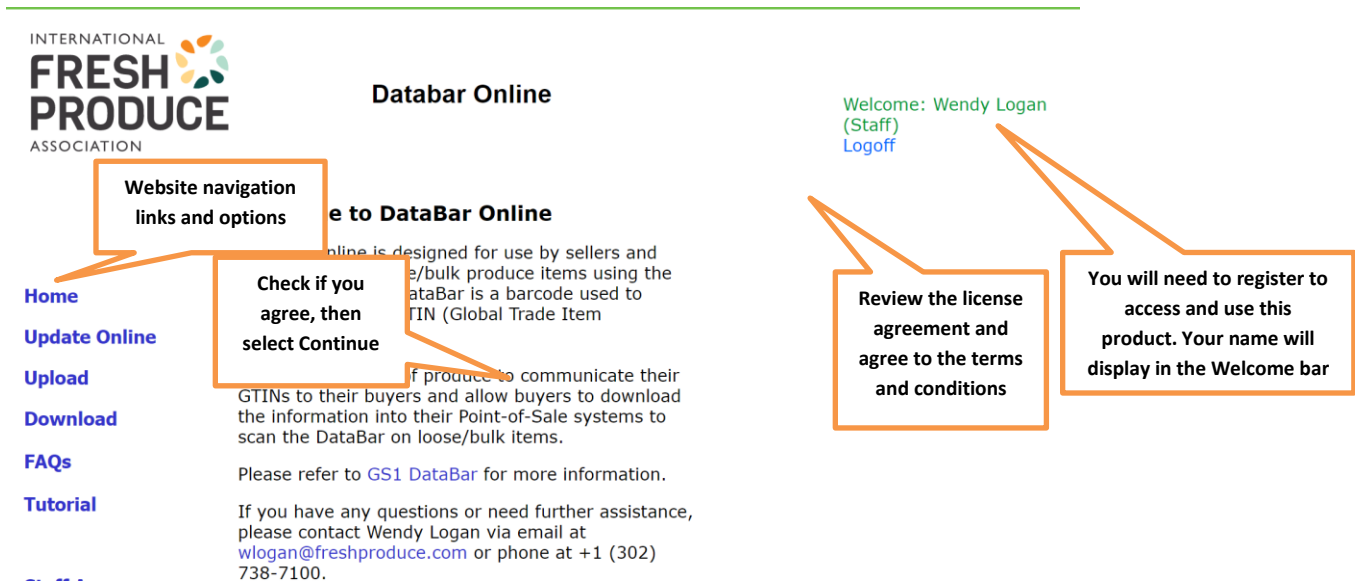 INTERNATIONAL
FRESH
PRODUCE
ASSOCIATION
Databar Online
Welcome: Wendy Logan
(Staff)
Logoff
Website navigation
links and options
e to DataBar Online
nline is designed for use by sellers and
e/bulk produce items using the
ataBar is a barcode used to
TIN (Global Trade Item
Check if you
agree, then
select Continue
f produce to communicate their
GTINs to their buyers and allow buyers to download
the information into their Point-of-Sale systems to
scan the DataBar on loose/bulk items.
Please refer to GS1 DataBar for more information.
If you have any questions or need further assistance,
please contact Wendy Logan via email at
wlogan@freshproduce.com or phone at +1 (302)
738-7100.
Home
Update Online
Upload
Download
FAQs
Tutorial
Review the license
agreement and
agree to the terms
and conditions
You will need to register to
access and use this
product. Your name will
display in the Welcome bar